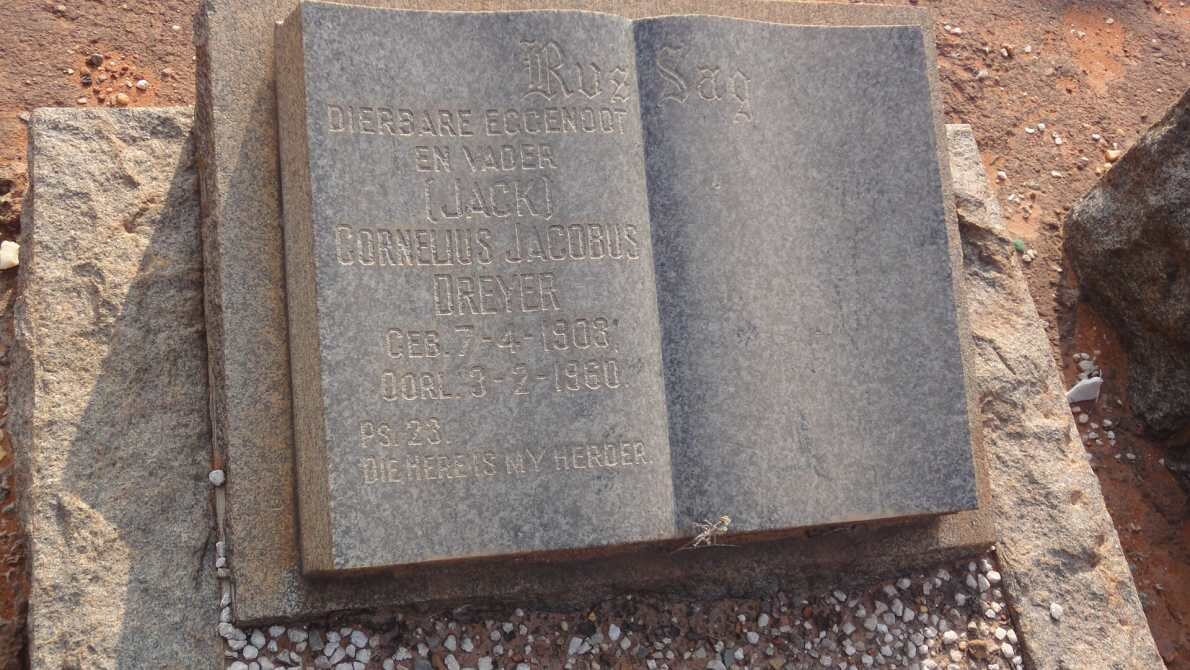 Rus Sag
DIERBARE EGGENOOT
EN VADER
(JACK)
CORNELIUS JACOBUS
DREYER
GEB. 7-4-1903.
OORL. 3-2-1960.
PS. 23.
DIE HERE IS MY HERDER.